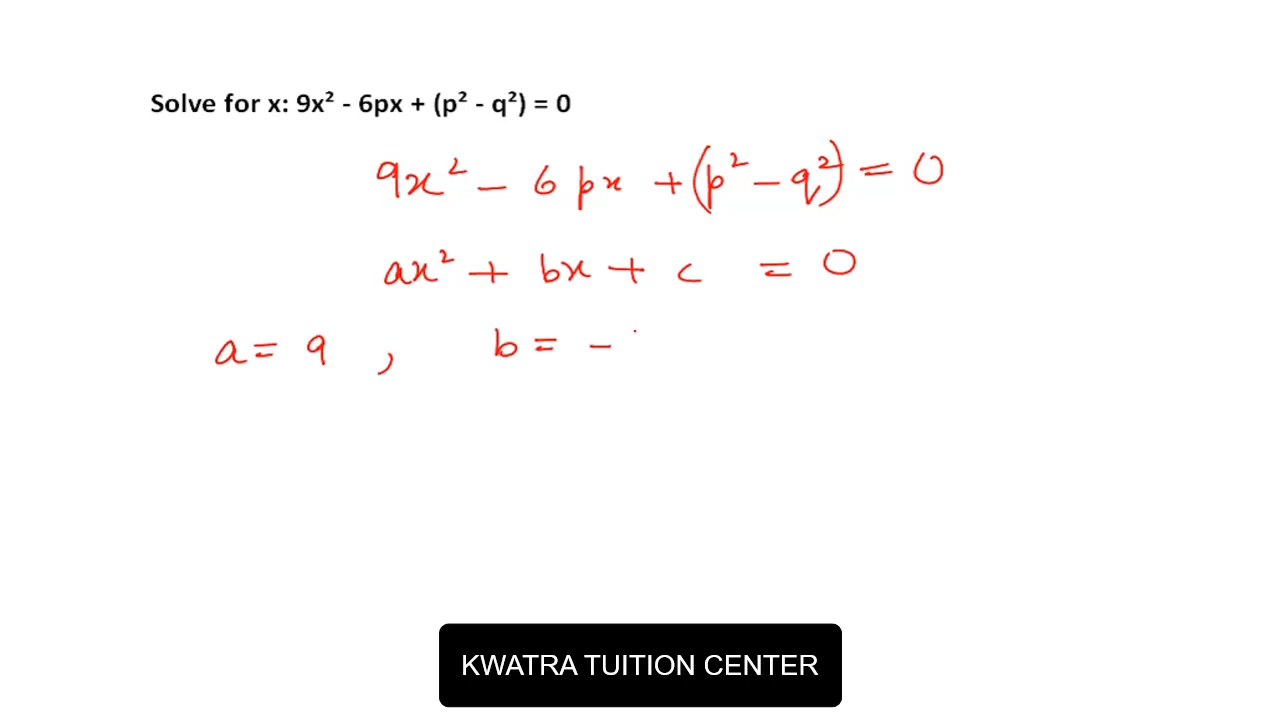 Solve for x: 9x² - 6px + (p² - q²) = 0
9x² - 6px + (p² - q²) = 0
ax² + bx + c = 0
a = 9 , b = -
KWATRA TUITION CENTER